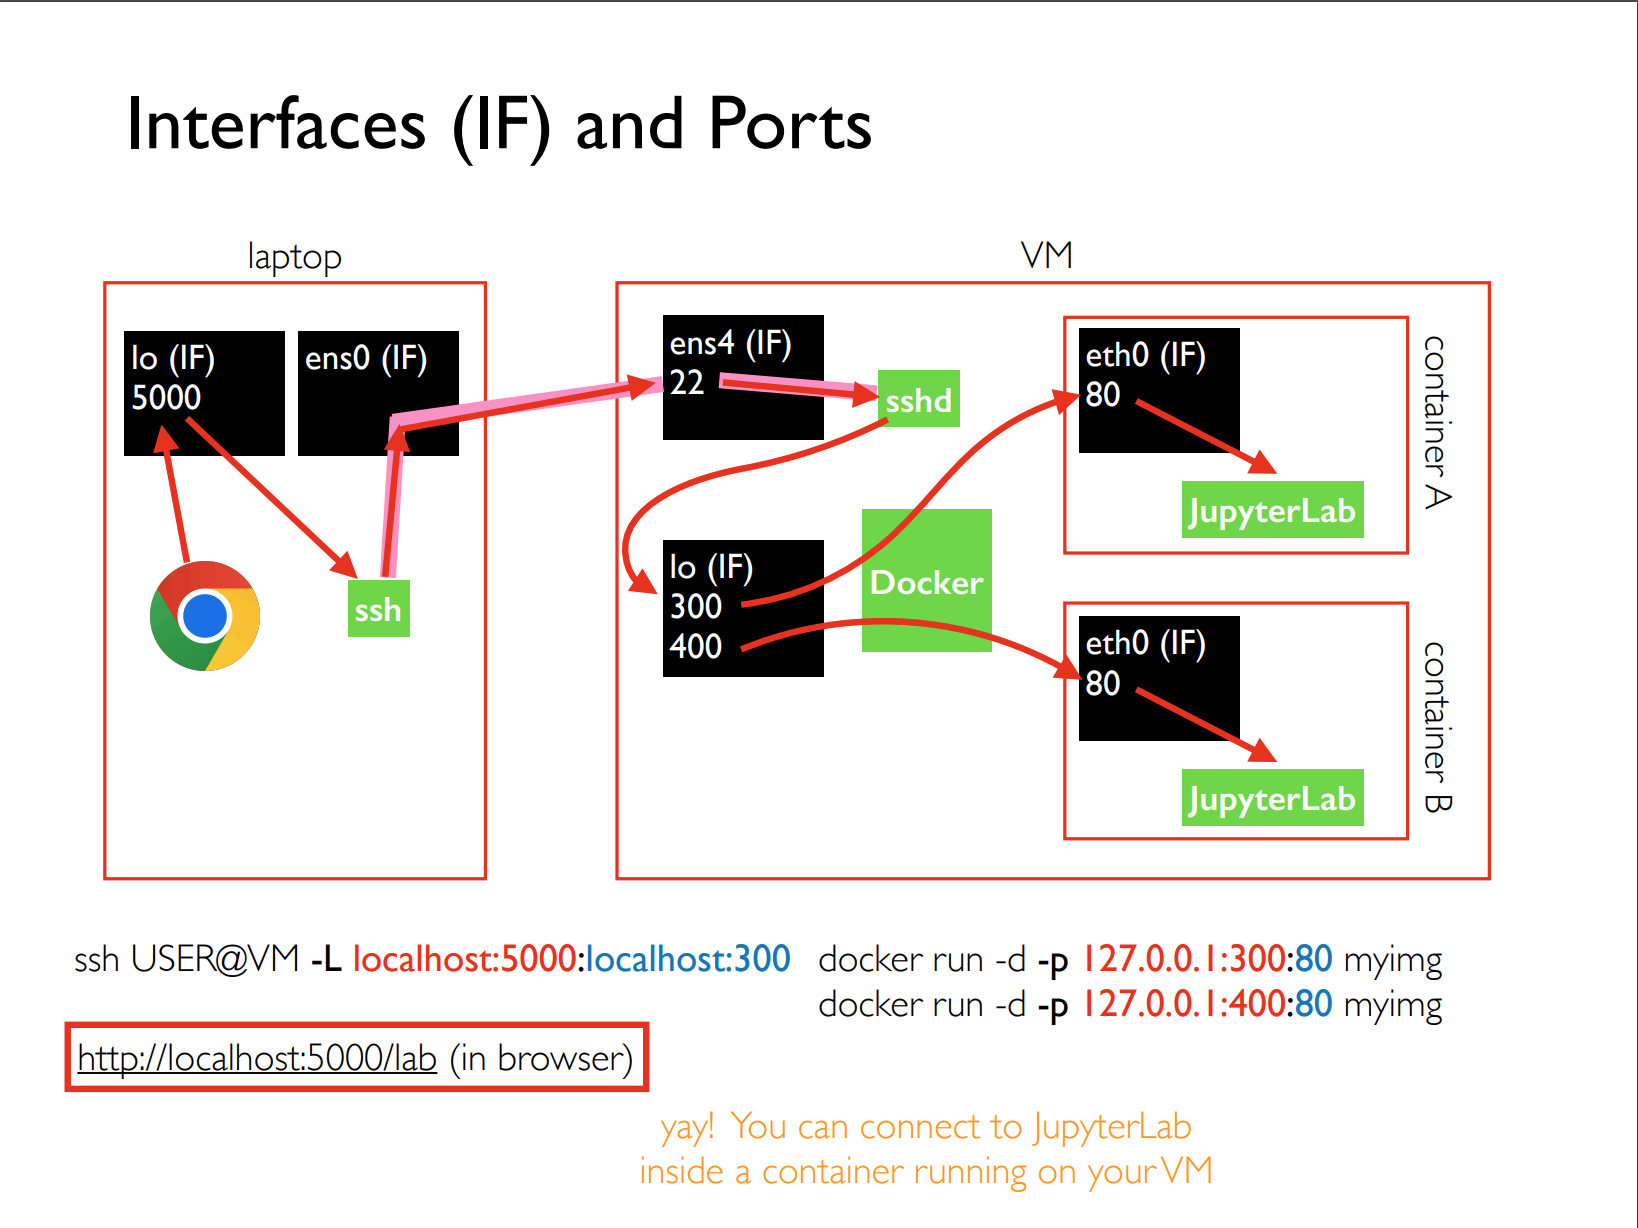 Interfaces (IF) and Ports
laptop
VM
lo (IF)
5000
ens0 (IF)
ssh
ens4 (IF)
22
sshd
lo (IF)
300
400
Docker
eth0 (IF)
80
JupyterLab
container A
eth0 (IF)
80
JupyterLab
container B
ssh USER@VM -L localhost:5000:localhost:300
docker run -d -p 127.0.0.1:300:80 myimg
docker run -d -p 127.0.0.1:400:80 myimg
http://localhost:5000/lab (in browser)
yay! You can connect to JupyterLab
inside a container running on your VM